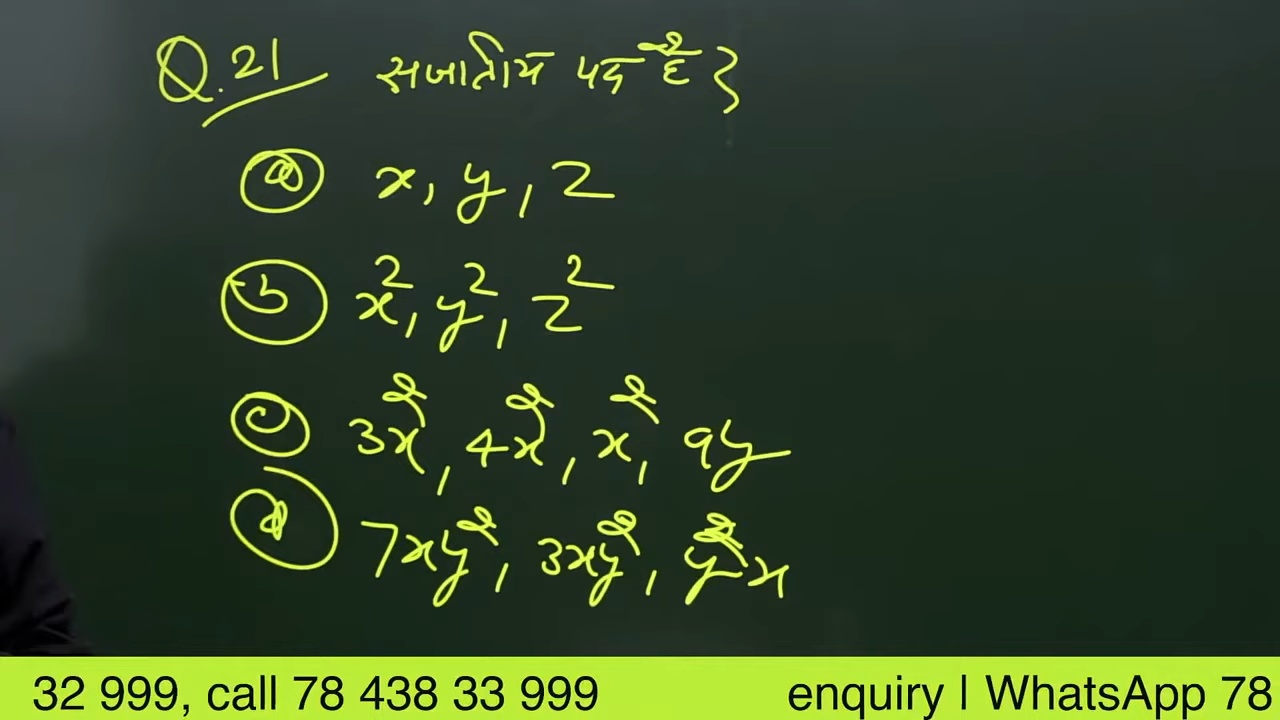 Q.21 सजातीय पद है }
(a) x, y, z
(b) x², y², z²
(c) 3x², 4x², x², 9y
(d) 7xy², 3xy², y²x
32 999, call 78 438 33 999 enquiry | WhatsApp 78